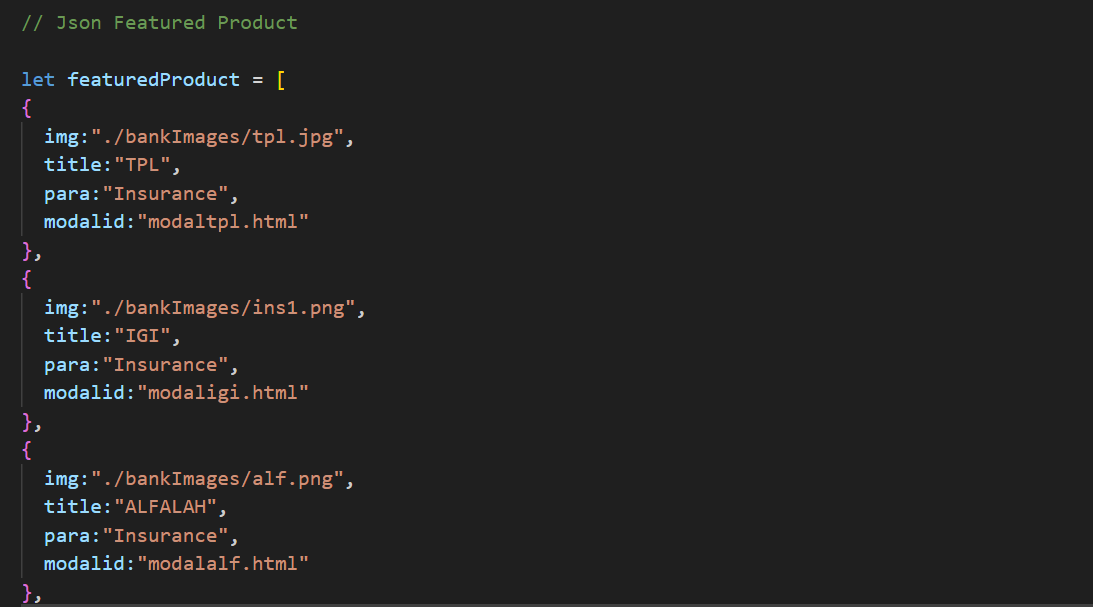 // Json Featured Product
let featuredProduct = [
{
img:"./bankImages/tpl.jpg",
title:"TPL",
para:"Insurance",
modalid:"modaltpl.html"
},
{
img:"./bankImages/ins1.png",
title:"IGI",
para:"Insurance",
modalid:"modaligi.html"
},
{
img:"./bankImages/alf.png",
title:"ALFALAH",
para:"Insurance",
modalid:"modalalf.html"
},